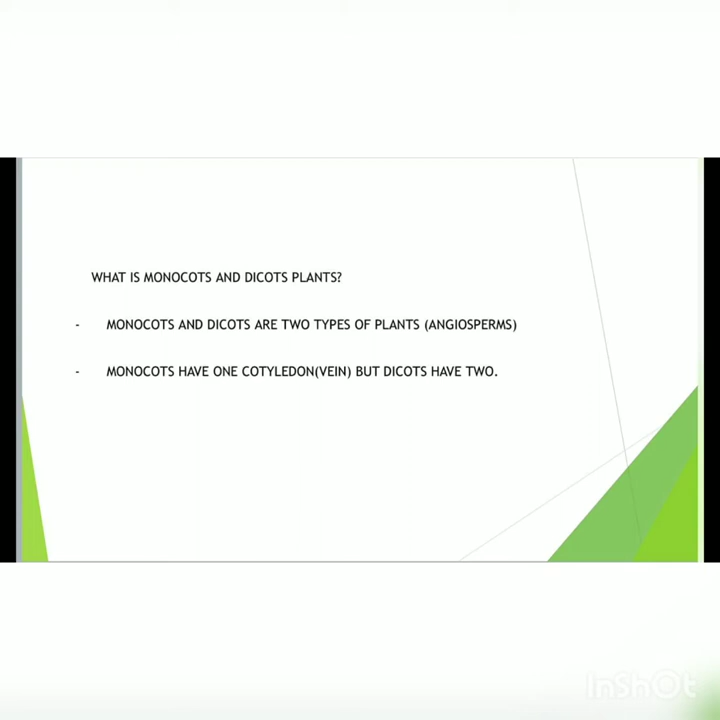 WHAT IS MONOCOTS AND DICOTS PLANTS?
- MONOCOTS AND DICOTS ARE TWO TYPES OF PLANTS (ANGIOSPERMS)
- MONOCOTS HAVE ONE COTYLEDON(VEIN) BUT DICOTS HAVE TWO.
InShOt